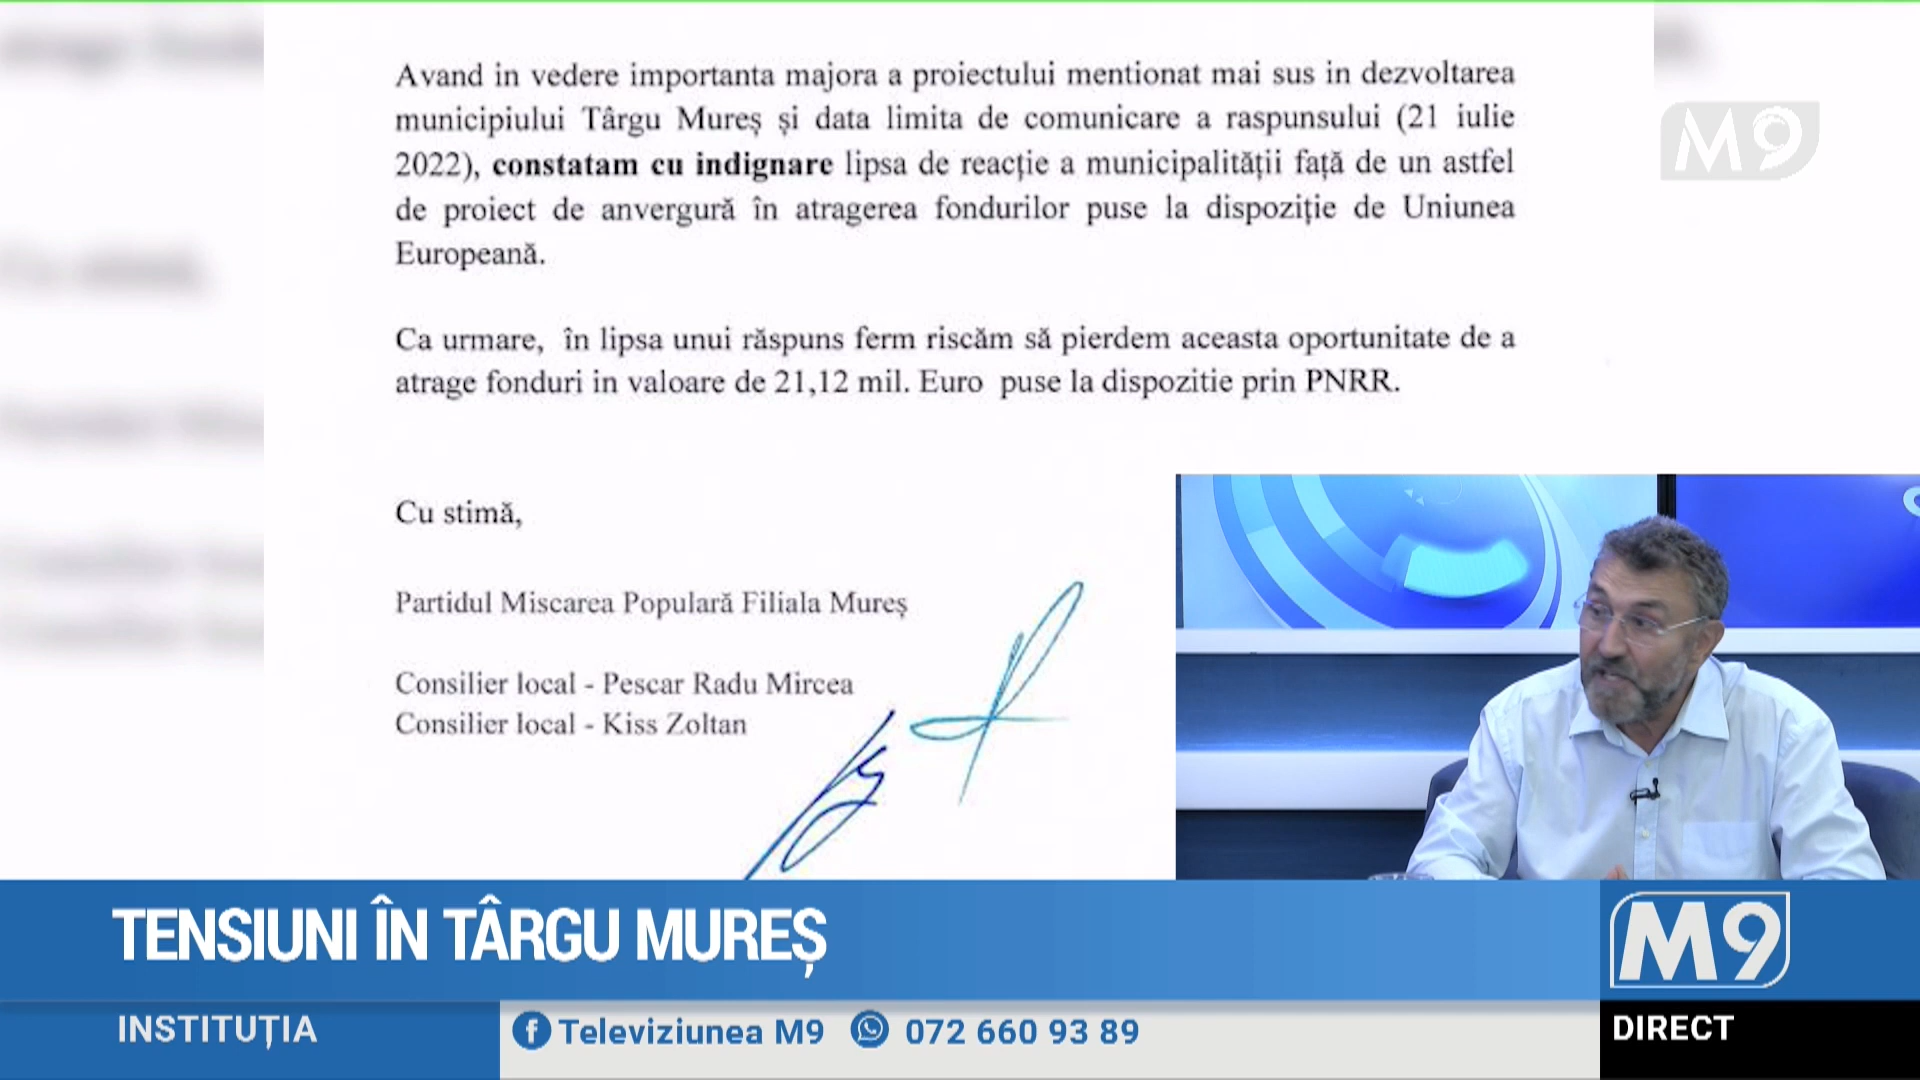 Avand in vedere importanta majora a proiectului mentionat mai sus in dezvoltarea
municipiului Târgu Mureș și data limita de comunicare a raspunsului (21 iulie
2022), constatam cu indignare lipsa de reacție a municipalității față de un astfel
de proiect de anvergură în atragerea fondurilor puse la dispoziție de Uniunea
Europeană.
Ca urmare, în lipsa unui răspuns ferm riscăm să pierdem aceasta oportunitate de a
atrage fonduri in valoare de 21,12 mil. Euro puse la dispozitie prin PNRR.
Cu stimă,
Partidul Miscarea Populară Filiala Mureș
Consilier local - Pescar Radu Mircea
Consilier local - Kiss Zoltan
M9
TENSIUNI ÎN TÂRGU MUREȘ
M9
INSTITUȚIA
Televiziunea M9 072 660 93 89
DIRECT